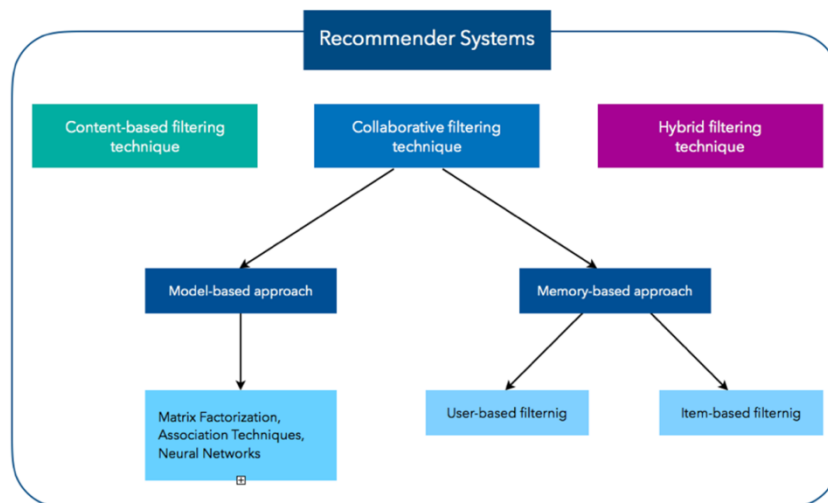 Recommender Systems
Content-based filtering
technique
Collaborative filtering
technique
Hybrid filtering
technique
Model-based approach
Memory-based approach
Matrix Factorization,
Association Techniques,
Neural Networks
User-based filternig
Item-based filternig